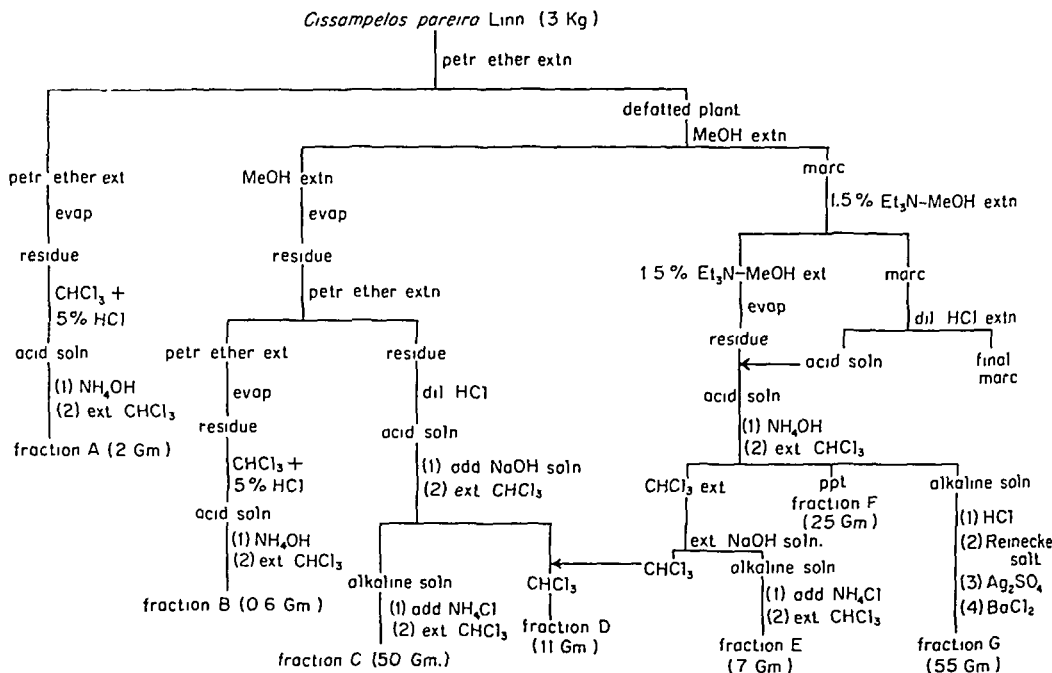 Cissampelos pareira Linn (3 Kg)
petr ether extn
defatted plant
MeOH extn
petr ether ext
evap
residue
CHCl₃ +
5% HCl
acid soln
(1) NH₄OH
(2) ext CHCl₃
fraction A (2 Gm)
MeOH extn
evap
residue
petr ether extn
petr ether ext
evap
residue
CHCl₃ +
5% HCl
acid soln
(1) NH₄OH
(2) ext CHCl₃
fraction B (0 6 Gm)
residue
dil HCl
acid soln
(1) add NaOH soln
(2) ext CHCl₃
alkaline soln
(1) add NH₄Cl
(2) ext CHCl₃
fraction C (50 Gm.)
CHCl₃
fraction D
(11 Gm)
marc
1.5% Et₃N-MeOH extn
1 5% Et₃N-MeOH ext
evap
residue
marc
dil HCl extn
acid soln
final
marc
acid soln
(1) NH₄OH
(2) ext CHCl₃
CHCl₃ ext
ext NaOH soln.
CHCl₃
alkaline soln
(1) add NH₄Cl
(2) ext CHCl₃
fraction E
(7 Gm)
ppt
fraction F
(25 Gm)
alkaline soln
(1) HCl
(2) Reinecke
salt
(3) Ag₂SO₄
(4) BaCl₂
fraction G
(55 Gm)